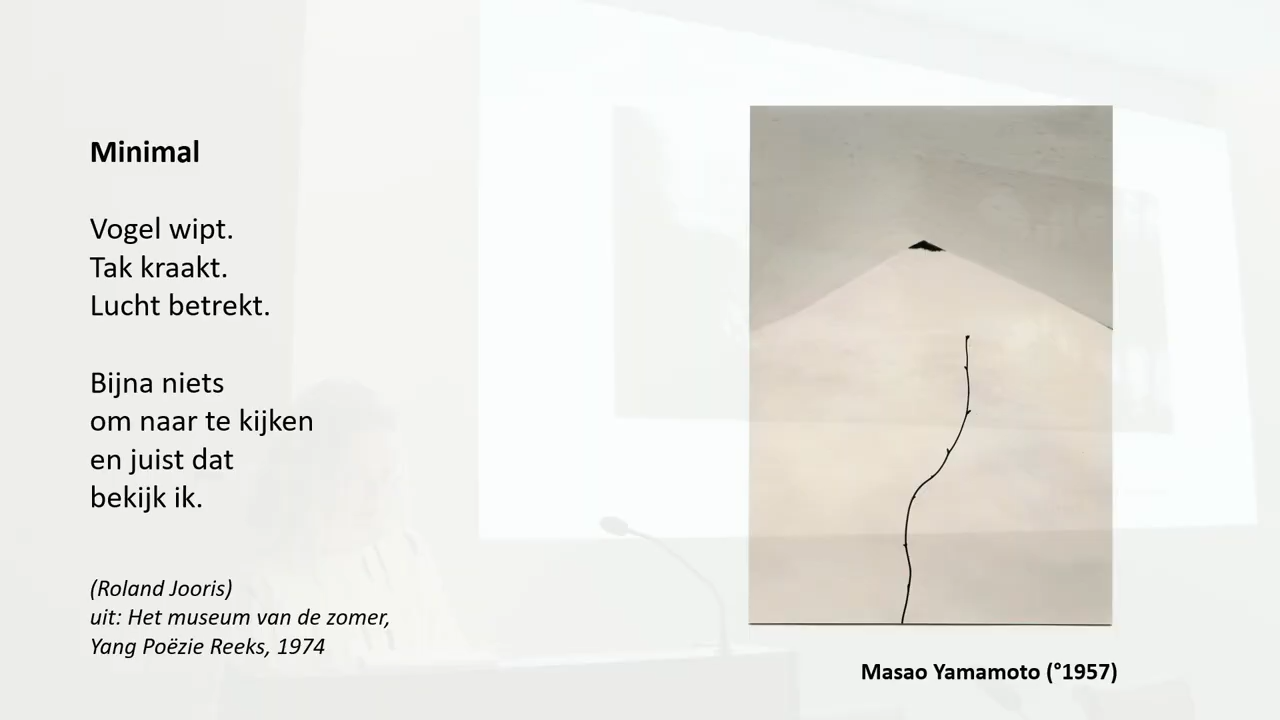 Minimal
Vogel wipt.
Tak kraakt.
Lucht betrekt.
Bijna niets
om naar te kijken
en juist dat
bekijk ik.
(Roland Jooris)
uit: Het museum van de zomer,
Yang Poëzie Reeks, 1974
Masao Yamamoto (°1957)